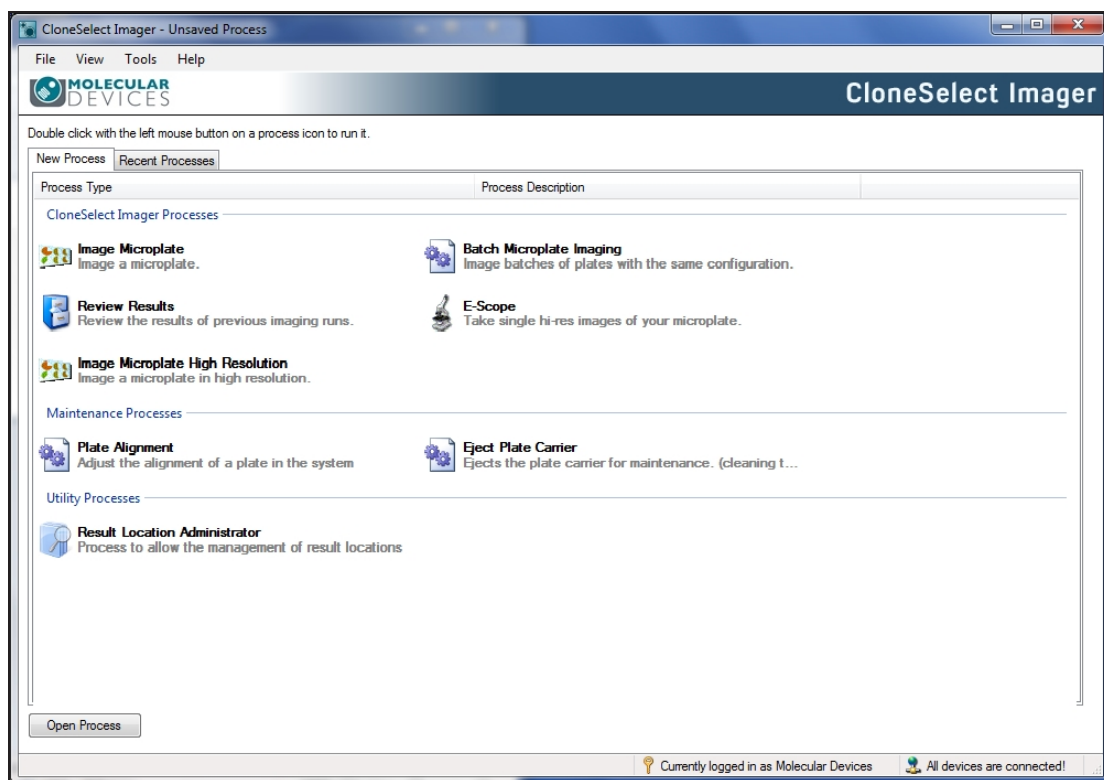 CloneSelect Imager - Unsaved Process
File View Tools Help
MOLECULAR
DEVICES
CloneSelect Imager
Double click with the left mouse button on a process icon to run it.
New Process Recent Processes
Process Type Process Description
CloneSelect Imager Processes
Image Microplate
Image a microplate.
Batch Microplate Imaging
Image batches of plates with the same configuration.
Review Results
Review the results of previous imaging runs.
E-Scope
Take single hi-res images of your microplate.
Image Microplate High Resolution
Image a microplate in high resolution.
Maintenance Processes
Plate Alignment
Adjust the alignment of a plate in the system
Eject Plate Carrier
Ejects the plate carrier for maintenance. (cleaning t...
Utility Processes
Result Location Administrator
Process to allow the management of result locations
Open Process
Currently logged in as Molecular Devices All devices are connected!